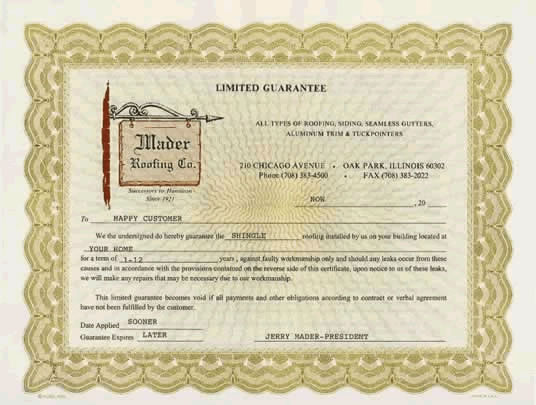 LIMITED GUARANTEE
Mader
Roofing Co.
Successors to Harrison
Since 1921
ALL TYPES OF ROOFING, SIDING, SEAMLESS GUTTERS,
ALUMINUM TRIM & TUCKPOINTERS
710 CHICAGO AVENUE • OAK PARK, ILLINOIS 60302
Phone (708) 383-4500 • FAX (708) 383-2022
NOW , 20
To HAPPY CUSTOMER
We the undersigned do hereby guarantee the SHINGLE roofing installed by us on your building located at
YOUR HOME
for a term of 1-12 years, against faulty workmanship only and should any leaks occur from these
causes and in accordance with the provisions contained on the reverse side of this certificate, upon notice to us of these leaks,
we will make any repairs that may be necessary due to our workmanship.
This limited guarantee becomes void if all payments and other obligations according to contract or verbal agreement
have not been fulfilled by the customer.
Date Applied SOONER
Guarantee Expires LATER
JERRY MADER-PRESIDENT